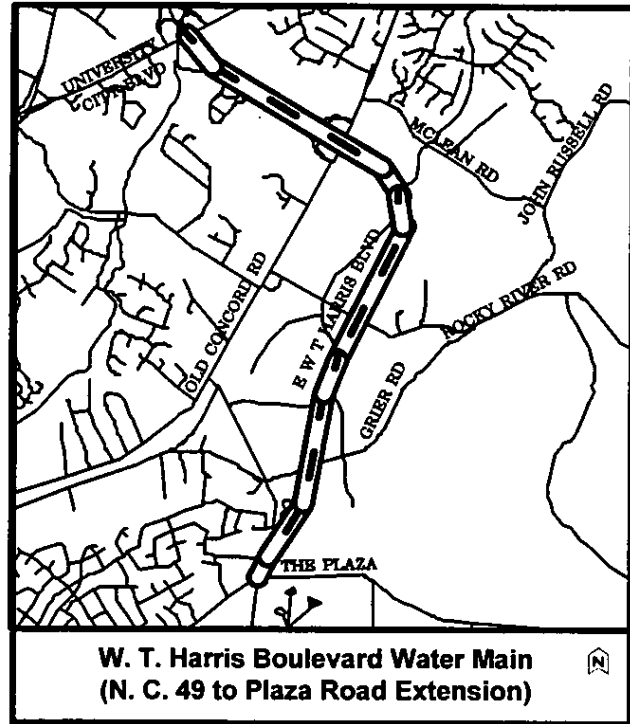 UNIVERSITY
CITY BLVD
MCLEAN RD
JOHN RUSSELL RD
OLD CONCORD RD
E W T HARRIS BLVD
ROCKY RIVER RD
GRIER RD
THE PLAZA
W. T. Harris Boulevard Water Main
(N. C. 49 to Plaza Road Extension)
N